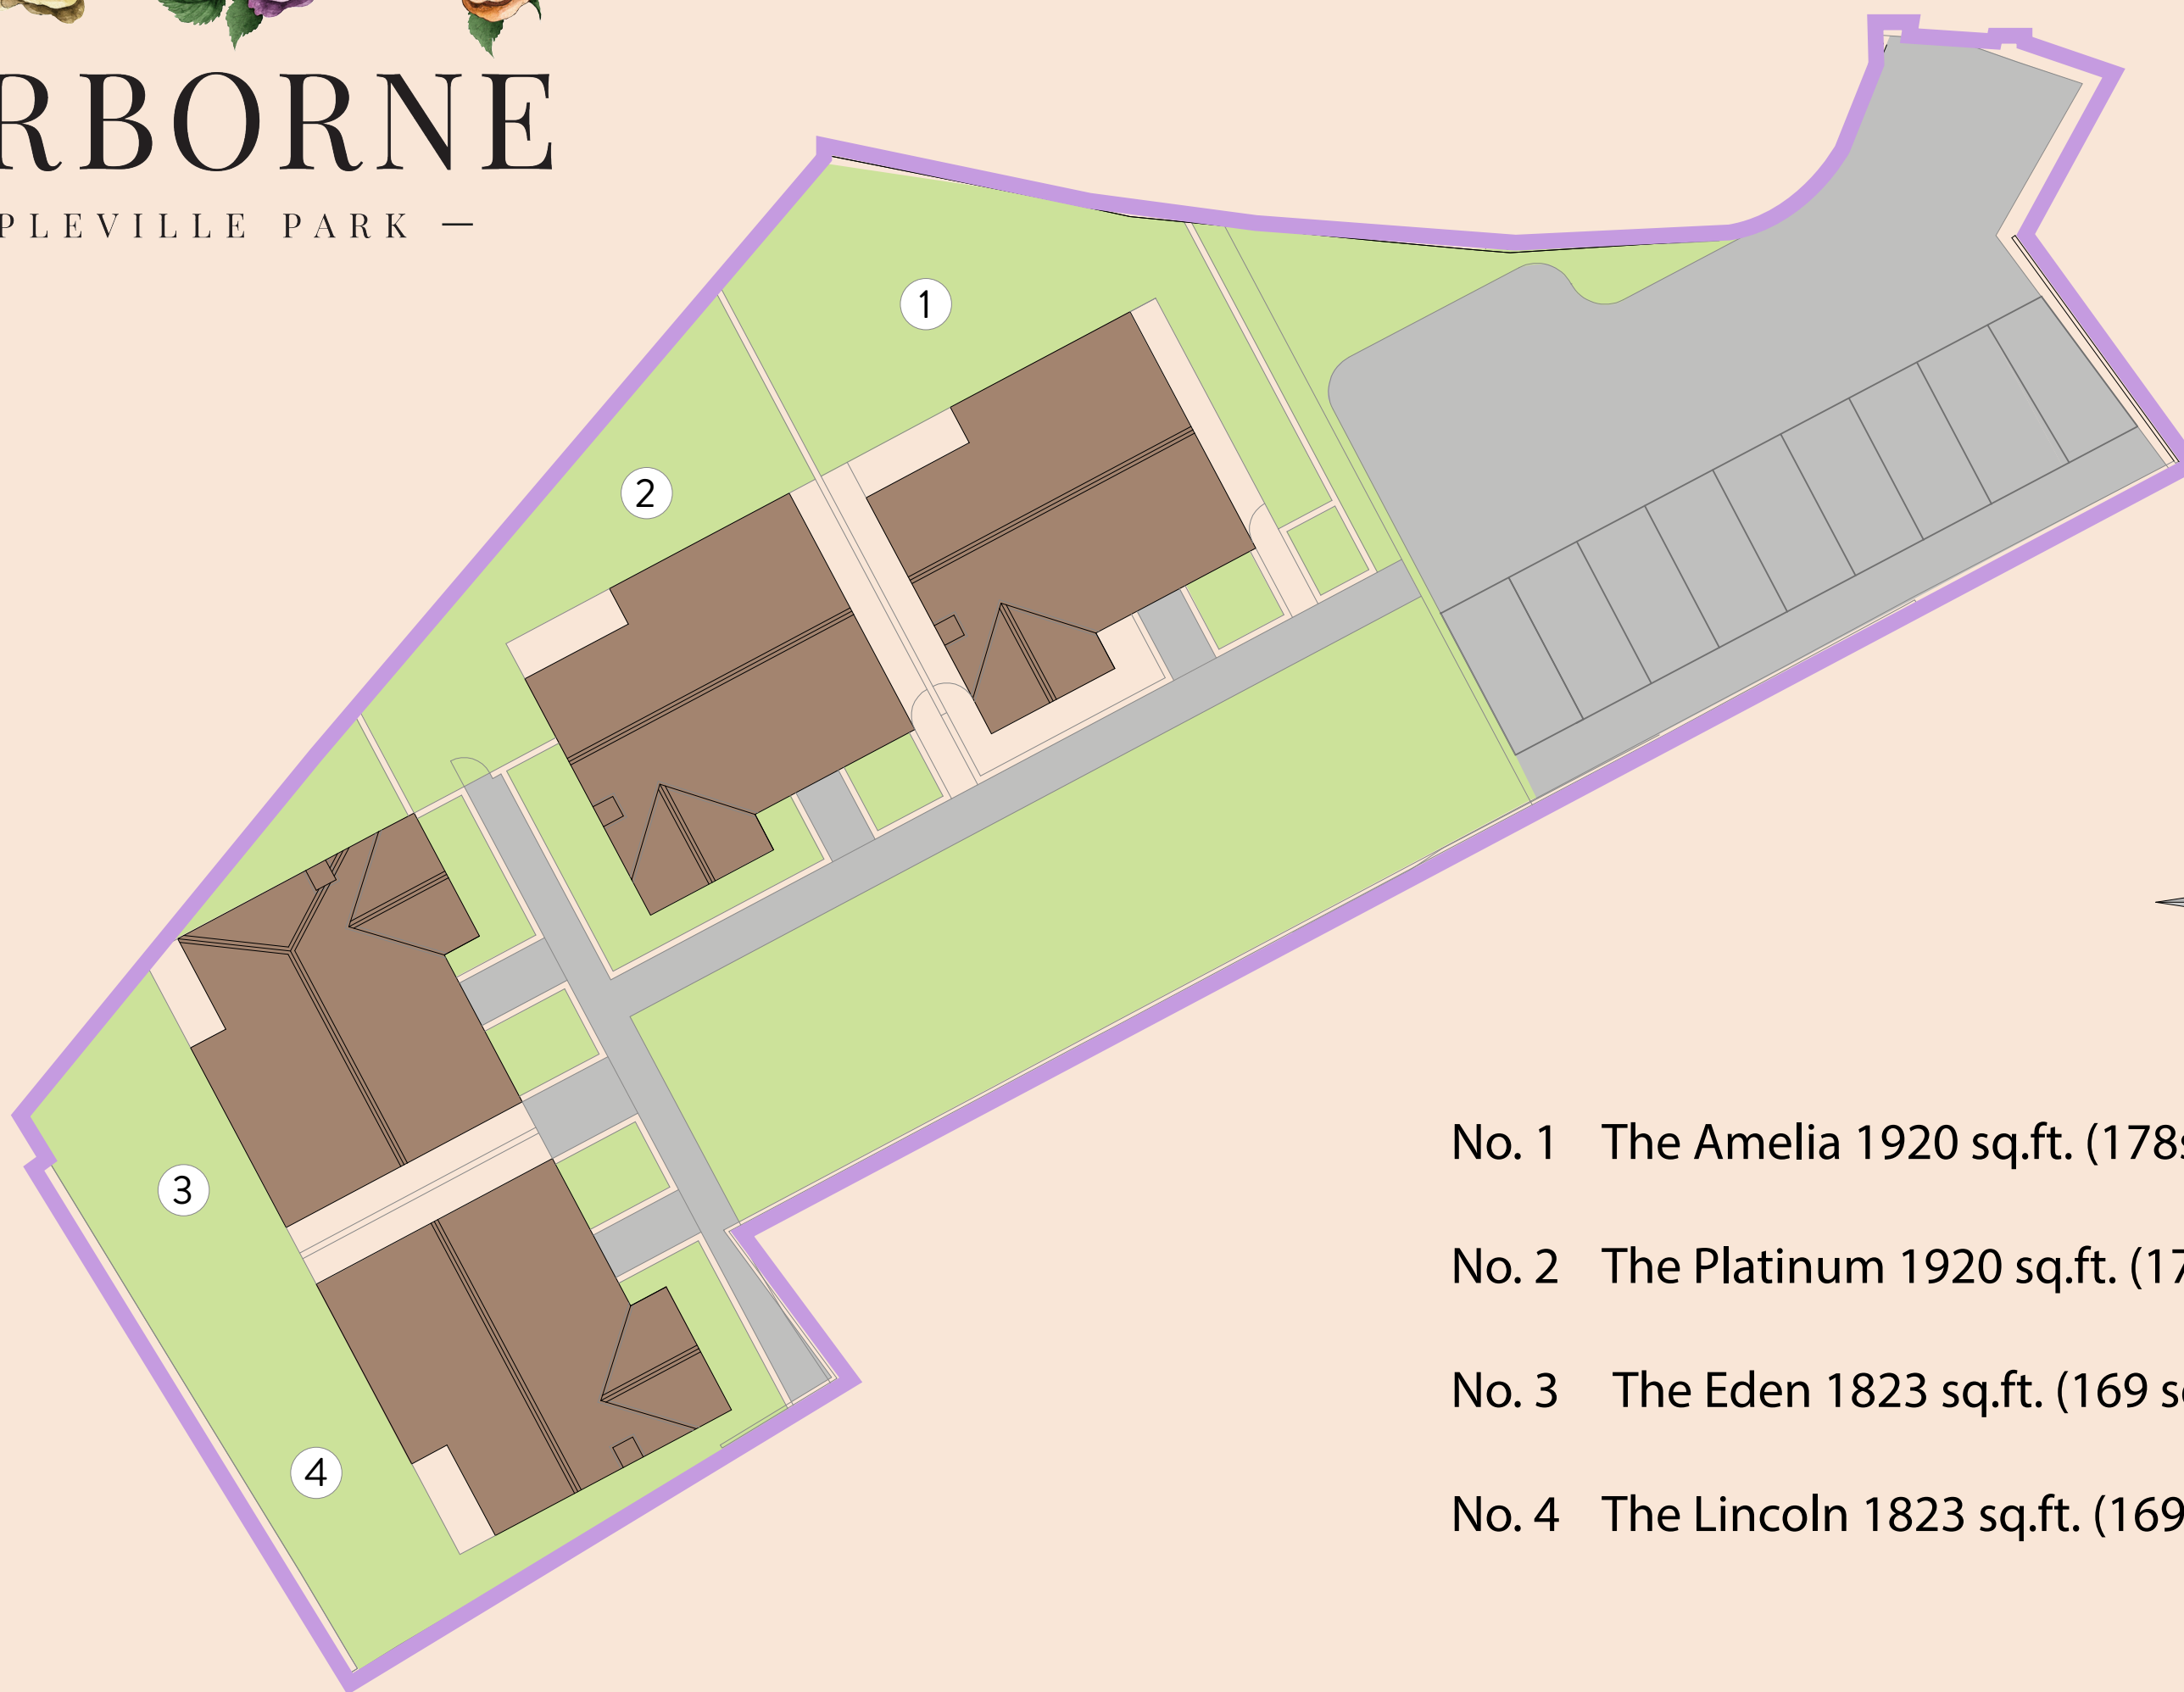 RBORNE
PLEVILLE PARK —
1
2
3
4
No. 1 The Amelia 1920 sq.ft. (178
No. 2 The Platinum 1920 sq.ft. (17
No. 3 The Eden 1823 sq.ft. (169 s
No. 4 The Lincoln 1823 sq.ft. (169